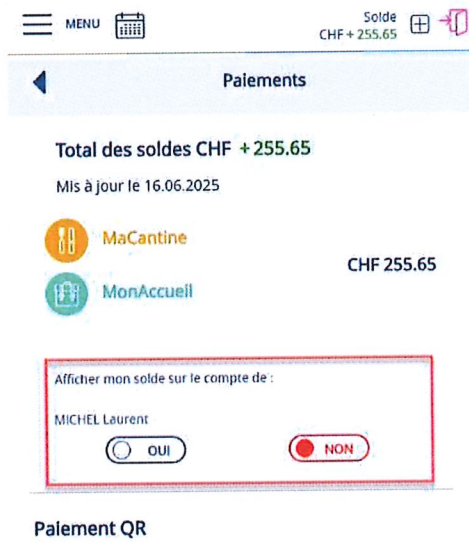 MENU
Solde
CHF + 255.65
Paiements
Total des soldes CHF + 255.65
Mis à jour le 16.06.2025
MaCantine
CHF 255.65
MonAccueil
Afficher mon solde sur le compte de :
MICHEL Laurent
OUI
NON
Paiement QR